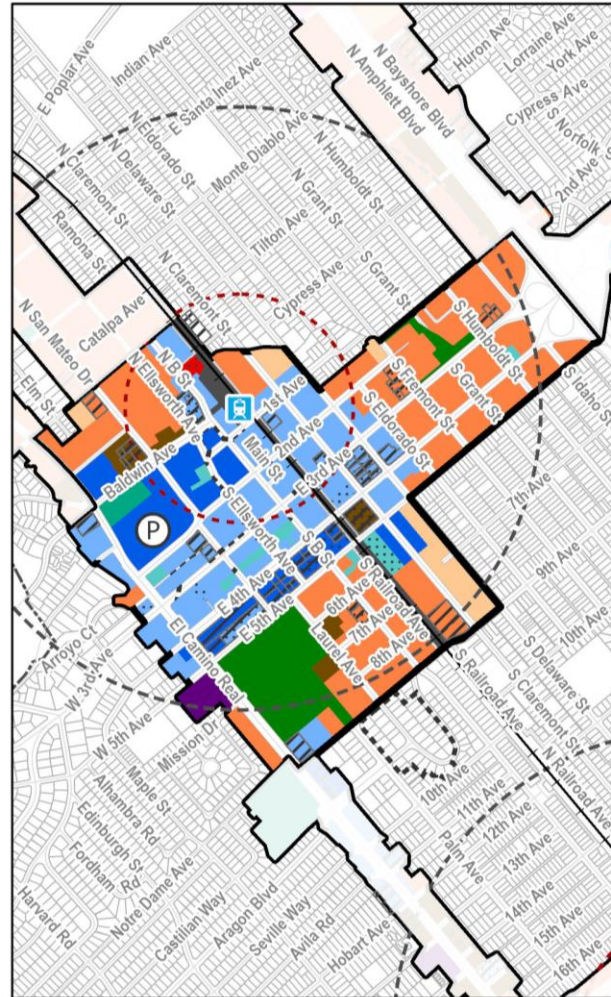 E Poplar Ave
Indian Ave
E Santa Inez Ave
N Eldorado St
N Delaware St
N Claremont St
Ramona St
Monte Diablo Ave
N Humboldt St
N Grant St
Tilton Ave
N Bayshore Blvd
N Amphlett Blvd
Huron Ave
Lorraine Ave
York Ave
Cypress Ave
S Norfolk
2nd Ave
Catalpa Ave
N Claremont St
Cypress Ave
S Grant St
N San Mateo Dr
Elm St
N B St
N Ellsworth Ave
1st Ave
2nd Ave
Main St
E 3rd Ave
S Humboldt St
S Grant St
S Fremont St
S Eldorado St
S Idaho St
Baldwin Ave
P
S Ellsworth Ave
E 4th Ave
E 5th Ave
S B St
S Railroad Ave
6th Ave
7th Ave
8th Ave
Laurel Ave
7th Ave
9th Ave
10th Ave
El Camino Real
Arroyo Ct
W 3rd Ave
W 5th Ave
Mission Dr
S Railroad Ave
S Delaware St
S Claremont St
N Railroad Ave
Maple St
Alhambra Rd
Edinburgh St
Fordham Rd
Harvard Rd
Notre Dame Ave
Castilian Way
Aragon Blvd
Seville Way
Avila Rd
Hobart Ave
10th Ave
11th Ave
12th Ave
13th Ave
14th Ave
15th Ave
16th Ave
Palm Ave